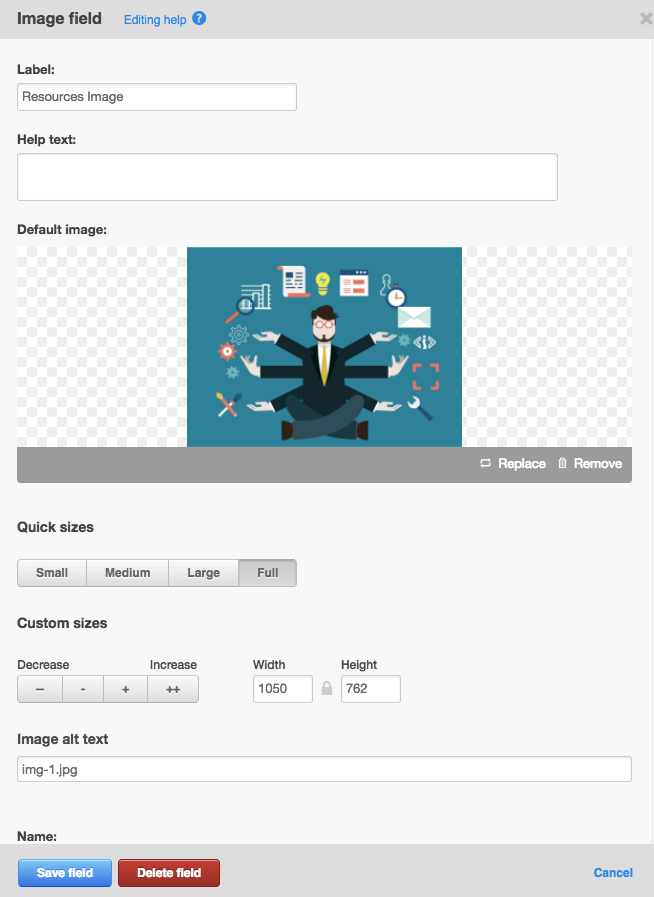 Image field Editing help ?
Label:
Resources Image
Help text:
Default image:
Replace Remove
Quick sizes
Small Medium Large Full
Custom sizes
Decrease Increase Width Height
-- - + ++ 1050 762
Image alt text
img-1.jpg
Name:
Save field Delete field Cancel